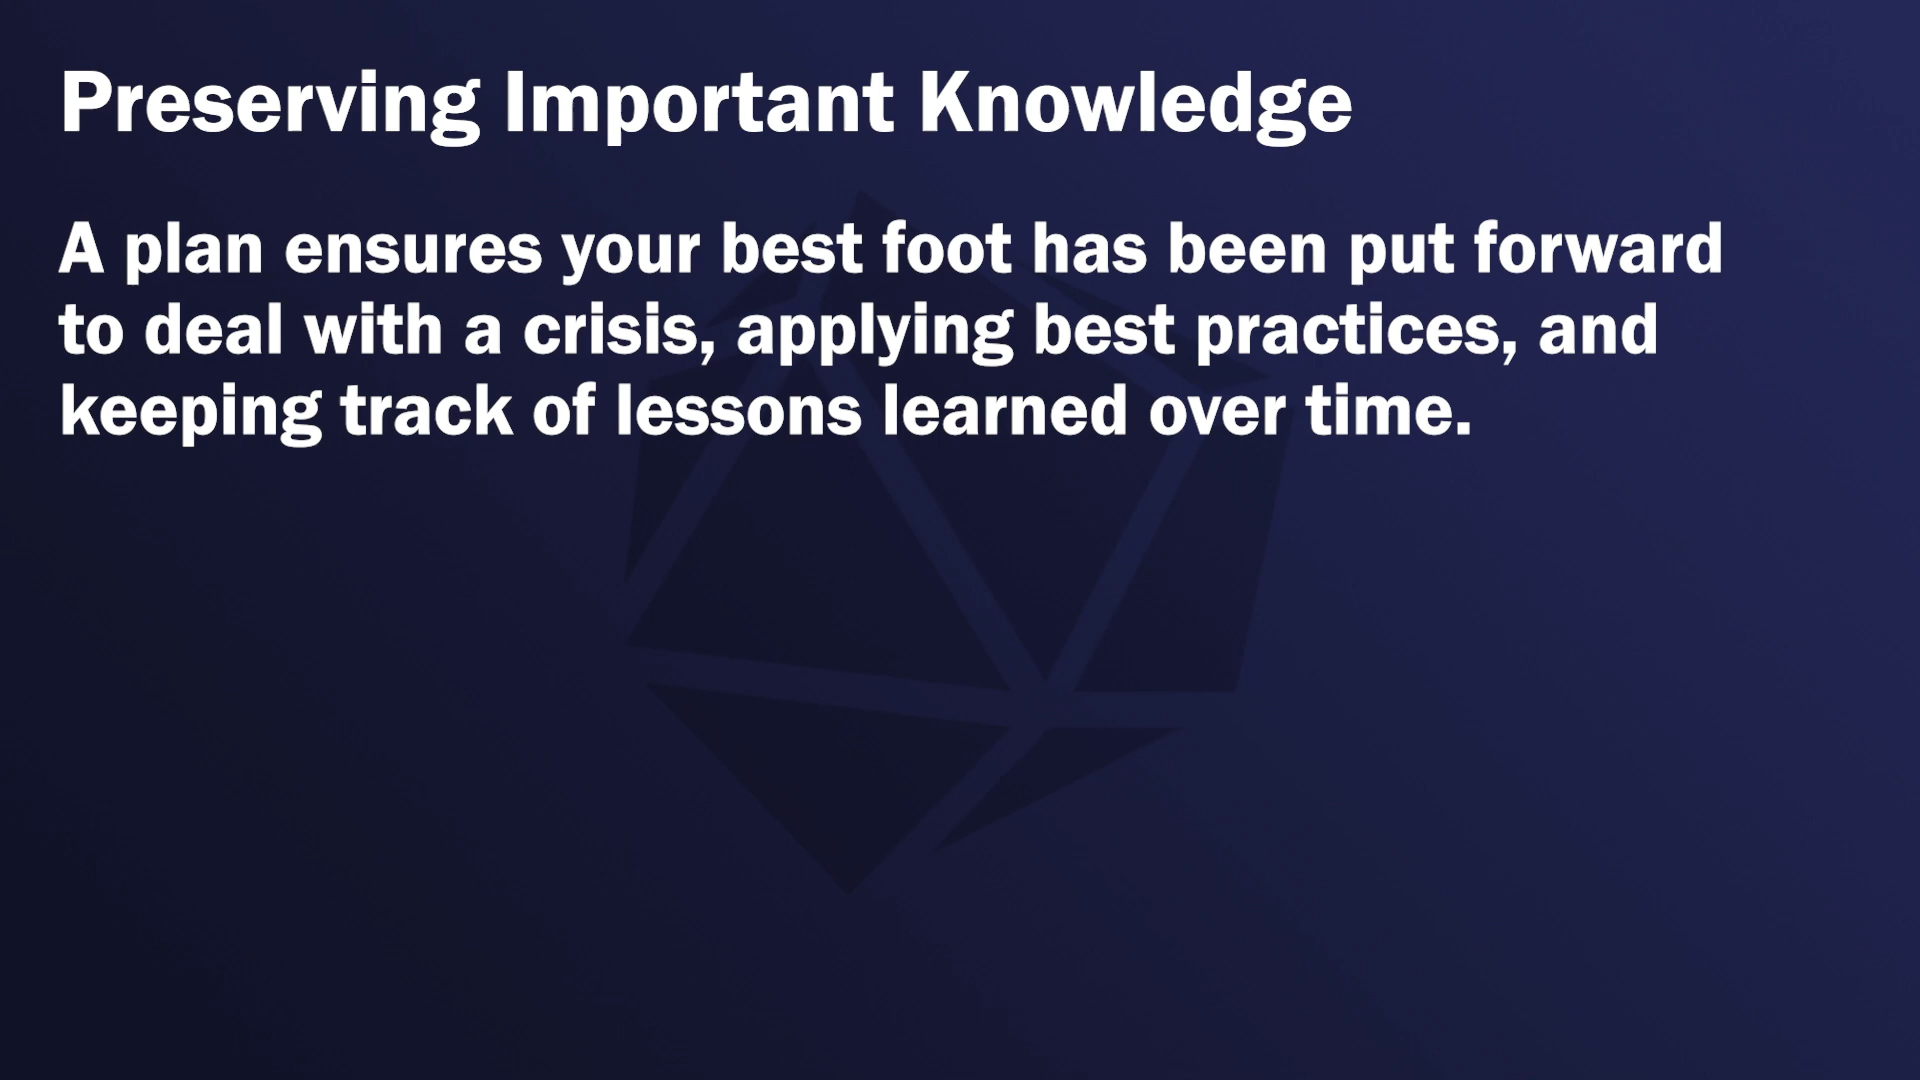 Preserving Important Knowledge
A plan ensures your best foot has been put forward
to deal with a crisis, applying best practices, and
keeping track of lessons learned over time.